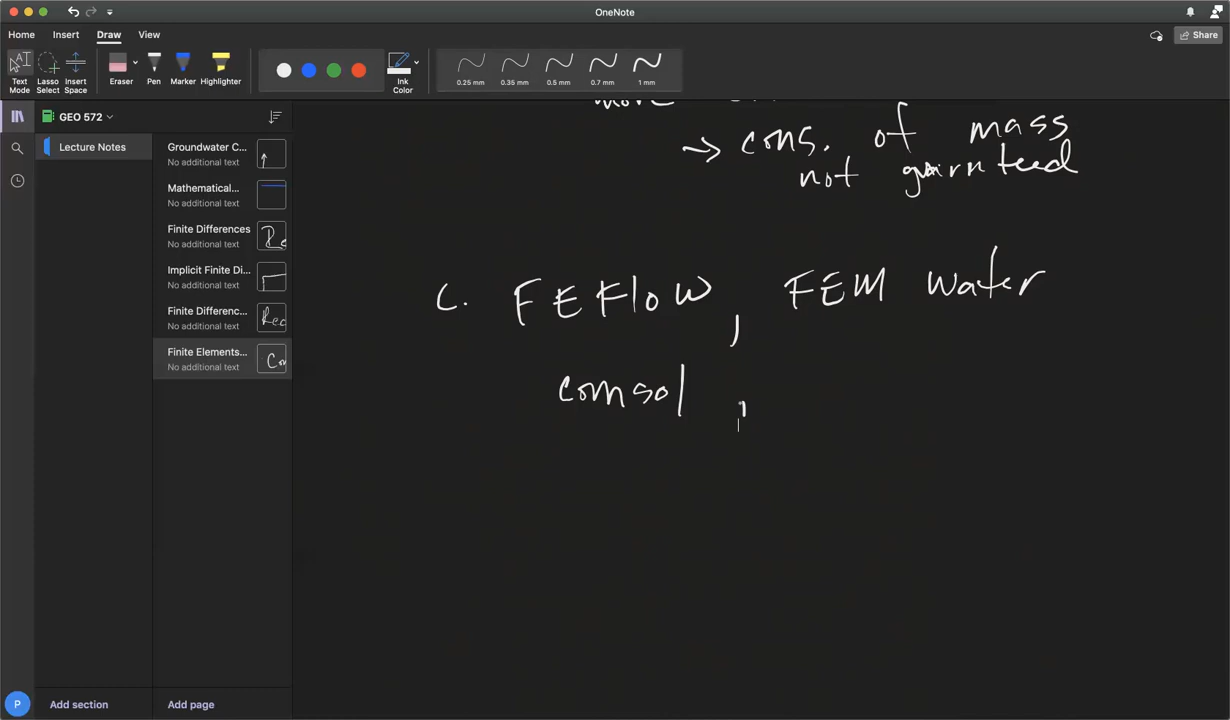 OneNote
Home Insert Draw View
Share
Text Mode
Lasso Select
Insert Space
Eraser
Pen
Marker
Highlighter
0.25 mm
0.35 mm
0.5 mm
0.7 mm
1 mm
Ink Color
GEO 572
Lecture Notes
Groundwater C...
No additional text
Mathematical...
No additional text
Finite Differences
No additional text
Implicit Finite Di...
No additional text
Finite Differenc...
No additional text
Finite Elements...
No additional text
→ cons. of mass
not guarnteed
C. FEFlow, FEM Water
comsol ,
P
Add section
Add page